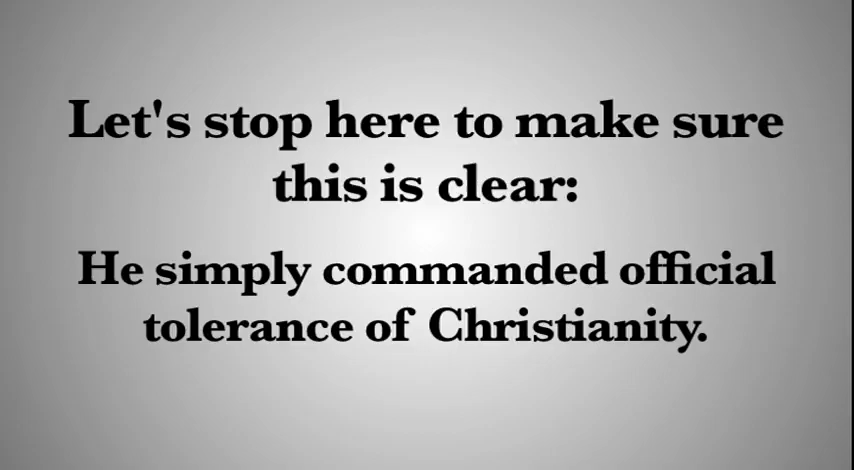 Let's stop here to make sure
this is clear:
He simply commanded official
tolerance of Christianity.